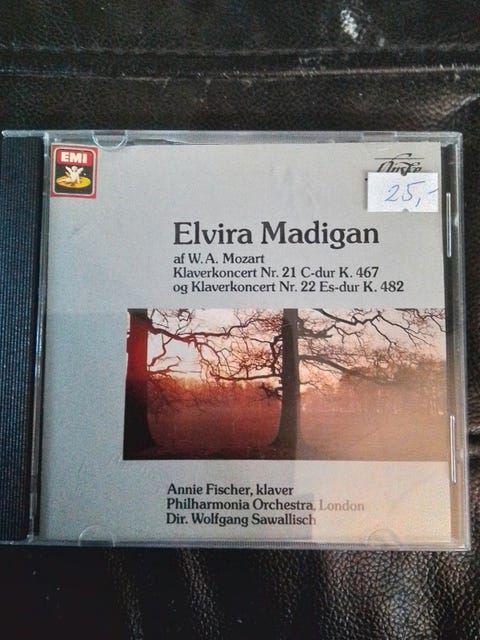 EMI
25,-
Elvira Madigan
af W. A. Mozart
Klaverkoncert Nr. 21 C-dur K. 467
og Klaverkoncert Nr. 22 Es-dur K. 482
Annie Fischer, klaver
Philharmonia Orchestra, London
Dir. Wolfgang Sawallisch